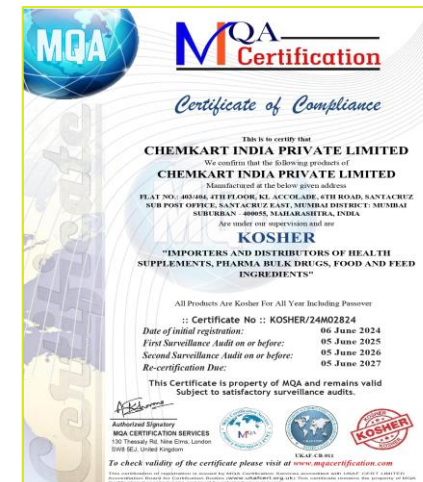 MQA
MQA
Certification
Certificate of Compliance
This is to certify that
CHEMKART INDIA PRIVATE LIMITED
We confirm that the following products of
CHEMKART INDIA PRIVATE LIMITED
Manufactured at the below given address
FLAT NO.: 403/404, 4TH FLOOR, KL ACCOLADE, 6TH ROAD, SANTACRUZ
SUB POST OFFICE, SANTACRUZ EAST, MUMBAI DISTRICT: MUMBAI
SUBURBAN - 400055, MAHARASHTRA, INDIA
Are under our supervision and are
KOSHER
"IMPORTERS AND DISTRIBUTORS OF HEALTH
SUPPLEMENTS, PHARMA BULK DRUGS, FOOD AND FEED
INGREDIENTS"
All Products Are Kosher For All Year Including Passover
:: Certificate No :: KOSHER/24M02824
Date of initial registration: 06 June 2024
First Surveillance Audit on or before: 05 June 2025
Second Surveillance Audit on or before: 05 June 2026
Re-certification Due: 05 June 2027
This Certificate is property of MQA and remains valid
Subject to satisfactory surveillance audits.
Authorized Signatory
MQA CERTIFICATION SERVICES
130 Thessaly Rd, Nine Elms, London
SW8 5EJ, United Kingdom
KOSHER
UKAF-CB-011
To check validity of the certificate please visit at www.mqacertification.com
Certificate